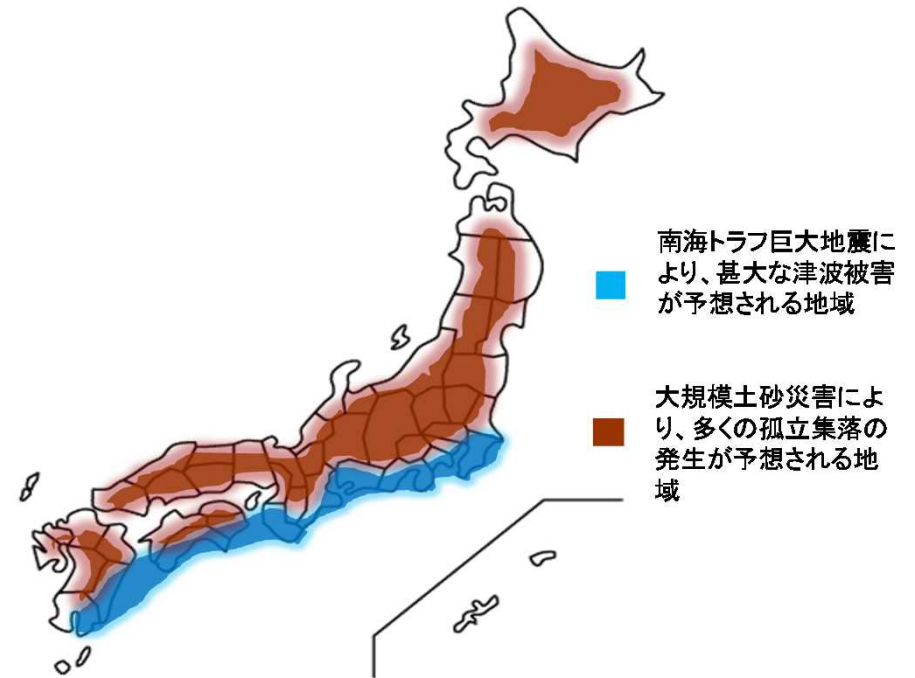 南海トラフ巨大地震に
より、甚大な津波被害
が予想される地域
大規模土砂災害によ
り、多くの孤立集落の
発生が予想される地
域